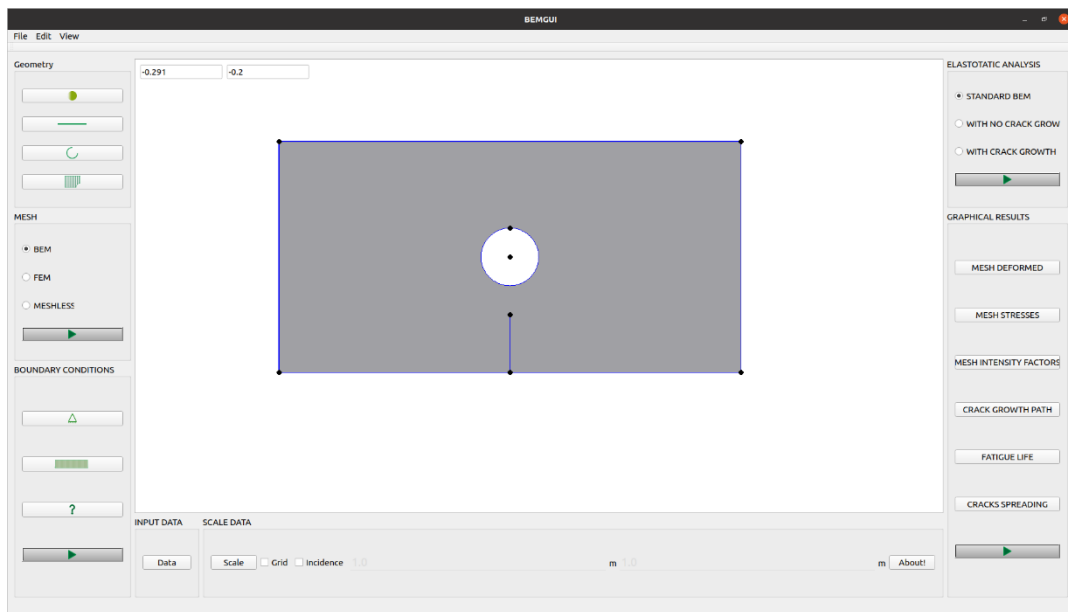 BEMGUI
File Edit View
Geometry
-0.291
-0.2
ELASTOTATIC ANALYSIS
STANDARD BEM
WITH NO CRACK GROW
WITH CRACK GROWTH
MESH
BEM
FEM
MESHLESS
BOUNDARY CONDITIONS
?
GRAPHICAL RESULTS
MESH DEFORMED
MESH STRESSES
MESH INTENSITY FACTORS
CRACK GROWTH PATH
FATIGUE LIFE
CRACKS SPREADING
INPUT DATA
Data
SCALE DATA
Scale Grid Incidence 1.0 m 1.0 m About!